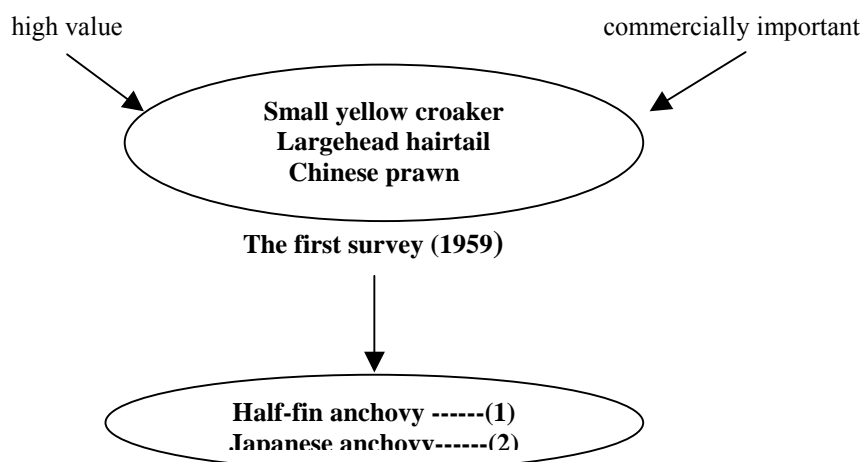 high value
commercially important
Small yellow croaker
Largehead hairtail
Chinese prawn
The first survey (1959)
Half-fin anchovy ------(1)
Japanese anchovy------(2)